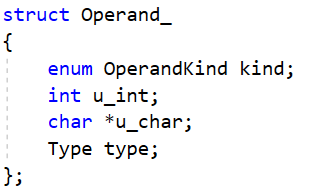 struct Operand_
{
    enum OperandKind kind;
    int u_int;
    char *u_char;
    Type type;
};